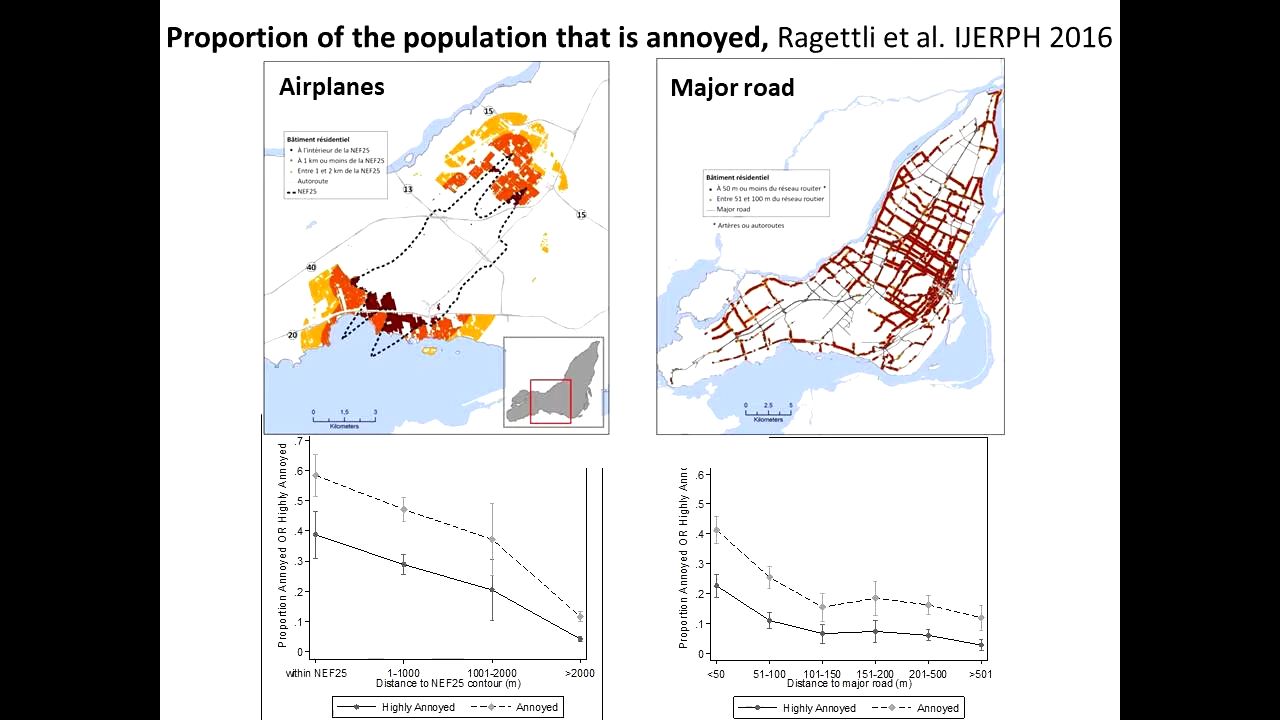 Proportion of the population that is annoyed, Ragettli et al. IJERPH 2016
Airplanes
15
Bâtiment résidentiel
À l'intérieur de la NEF25
À 1 km ou moins de la NEF25
Entre 1 et 2 km de la NEF25
Autoroute
NEF25
13
15
40
20
0 1,5 3
Kilometers
Major road
Bâtiment résidentiel
À 50 m ou moins du réseau routier *
Entre 51 et 100 m du réseau routier
Major road
* Artères ou autoroutes
0 2.5 5
Kilometers
Proportion Annoyed OR Highly Annoyed
.7
.6
.5
.4
.3
.2
.1
0
within NEF25 1-1000 1001-2000 >2000
Distance to NEF25 contour (m)
Highly Annoyed Annoyed
Proportion Annoyed OR Highly Annc
.6
.5
.4
.3
.2
.1
0
<50 51-100 101-150 151-200 201-500 >501
Distance to major road (m)
Highly Annoyed Annoyed